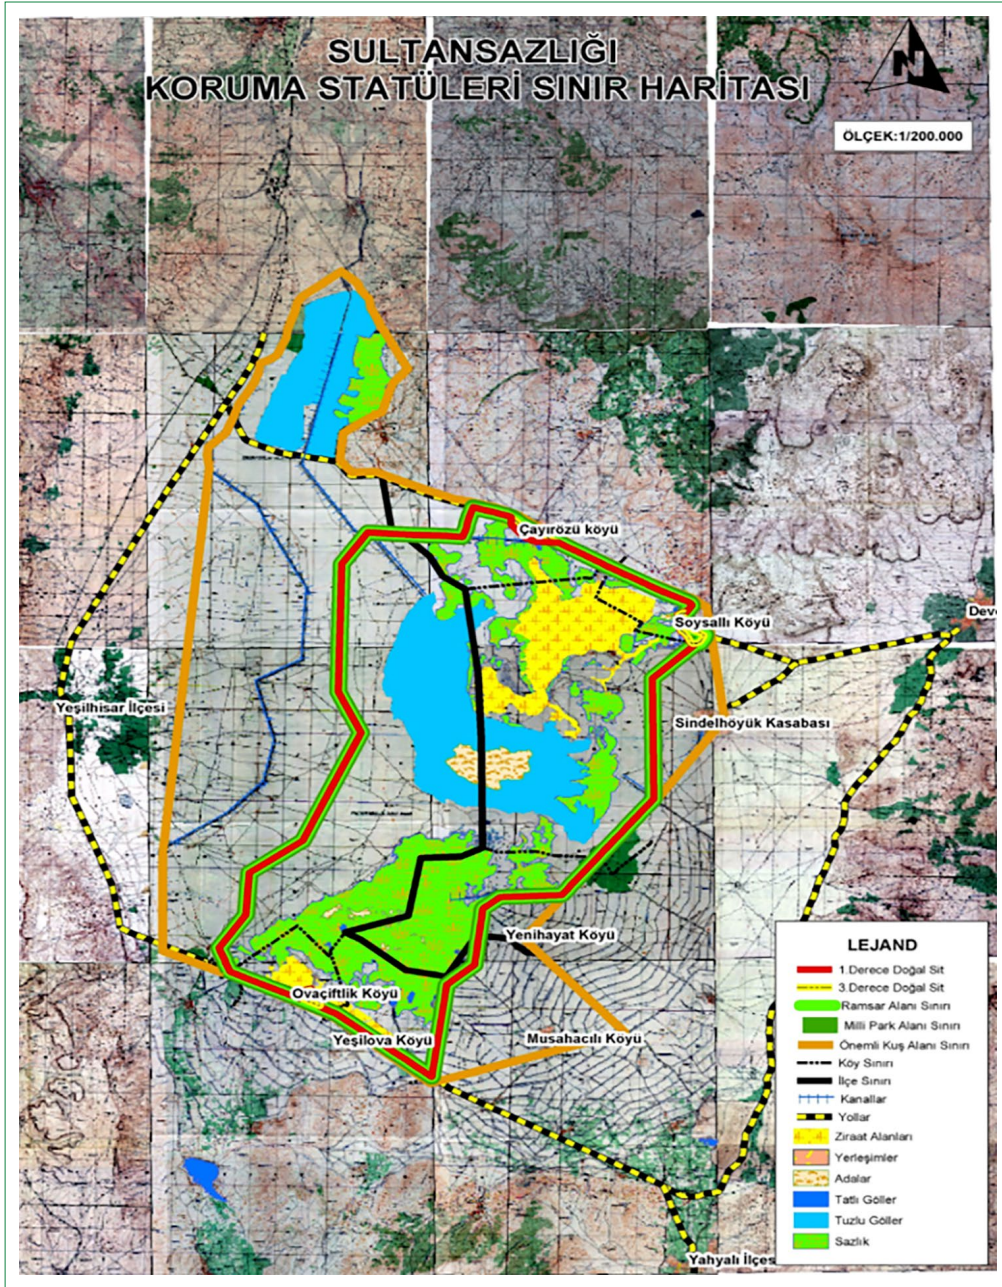 SULTANSAZLIĞI
KORUMA STATÜLERİ SINIR HARİTASI
N
ÖLÇEK:1/200.000
Çayırözü köyü
Soysallı Köyü
Deve
Yeşilhisar İlçesi
Sindelhöyük Kasabası
Yenihayat Köyü
Ovaçiftlik Köyü
Yeşilova Köyü
Musahacılı Köyü
Yahyalı İlçes
LEJAND
1.Derece Doğal Sit
3.Derece Doğal Sit
Ramsar Alanı Sınırı
Milli Park Alanı Sınırı
Önemli Kuş Alanı Sınırı
Köy Sınırı
İlçe Sınırı
Kanallar
Yollar
Ziraat Alanları
Yerleşimler
Adalar
Tatlı Göller
Tuzlu Göller
Sazlık